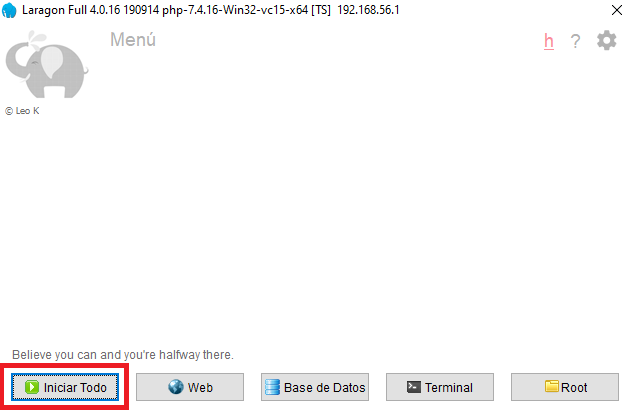 Laragon Full 4.0.16 190914 php-7.4.16-Win32-vc15-x64 [TS] 192.168.56.1
Menú
h ?
© Leo K
Believe you can and you're halfway there.
Iniciar Todo Web Base de Datos Terminal Root